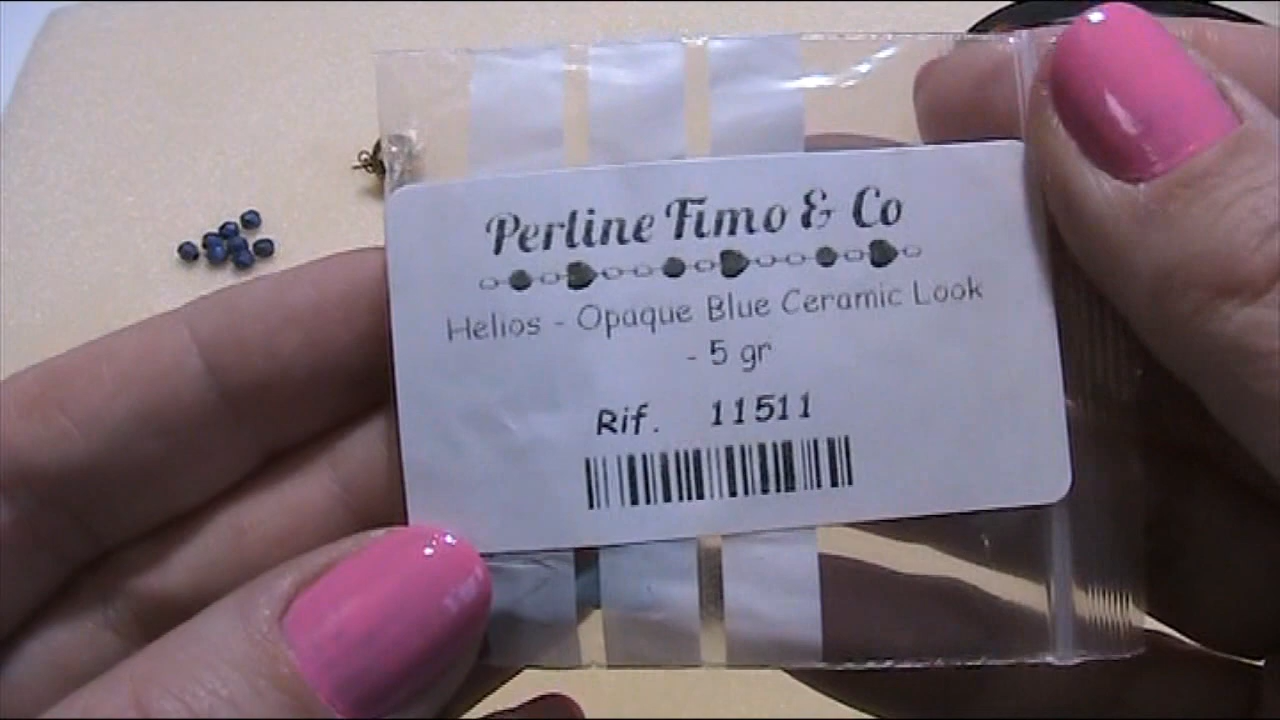 Perline Fimo & Co
Helios - Opaque Blue Ceramic Look
- 5 gr
Rif. 11511